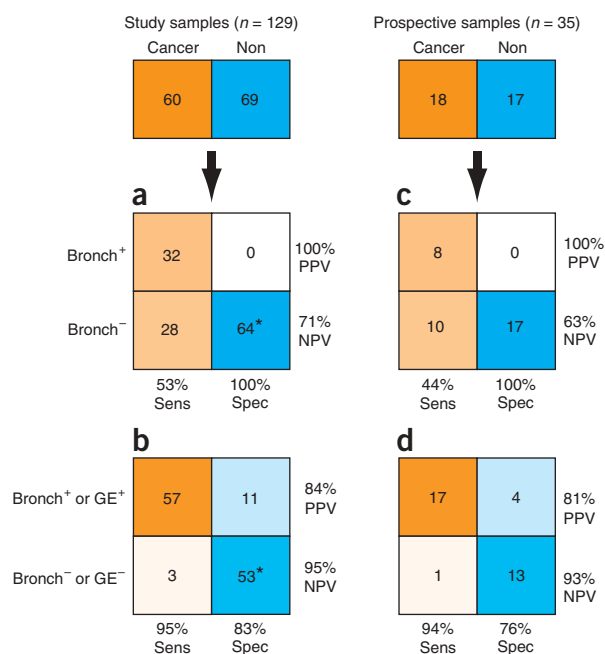 Study samples (n = 129)
Cancer Non
60 69
Prospective samples (n = 35)
Cancer Non
18 17
a
Bronch+ 32 0 100% PPV
Bronch− 28 64* 71% NPV
53% Sens 100% Spec
c
8 0 100% PPV
10 17 63% NPV
44% Sens 100% Spec
b
Bronch+ or GE+ 57 11 84% PPV
Bronch− or GE− 3 53* 95% NPV
95% Sens 83% Spec
d
17 4 81% PPV
1 13 93% NPV
94% Sens 76% Spec